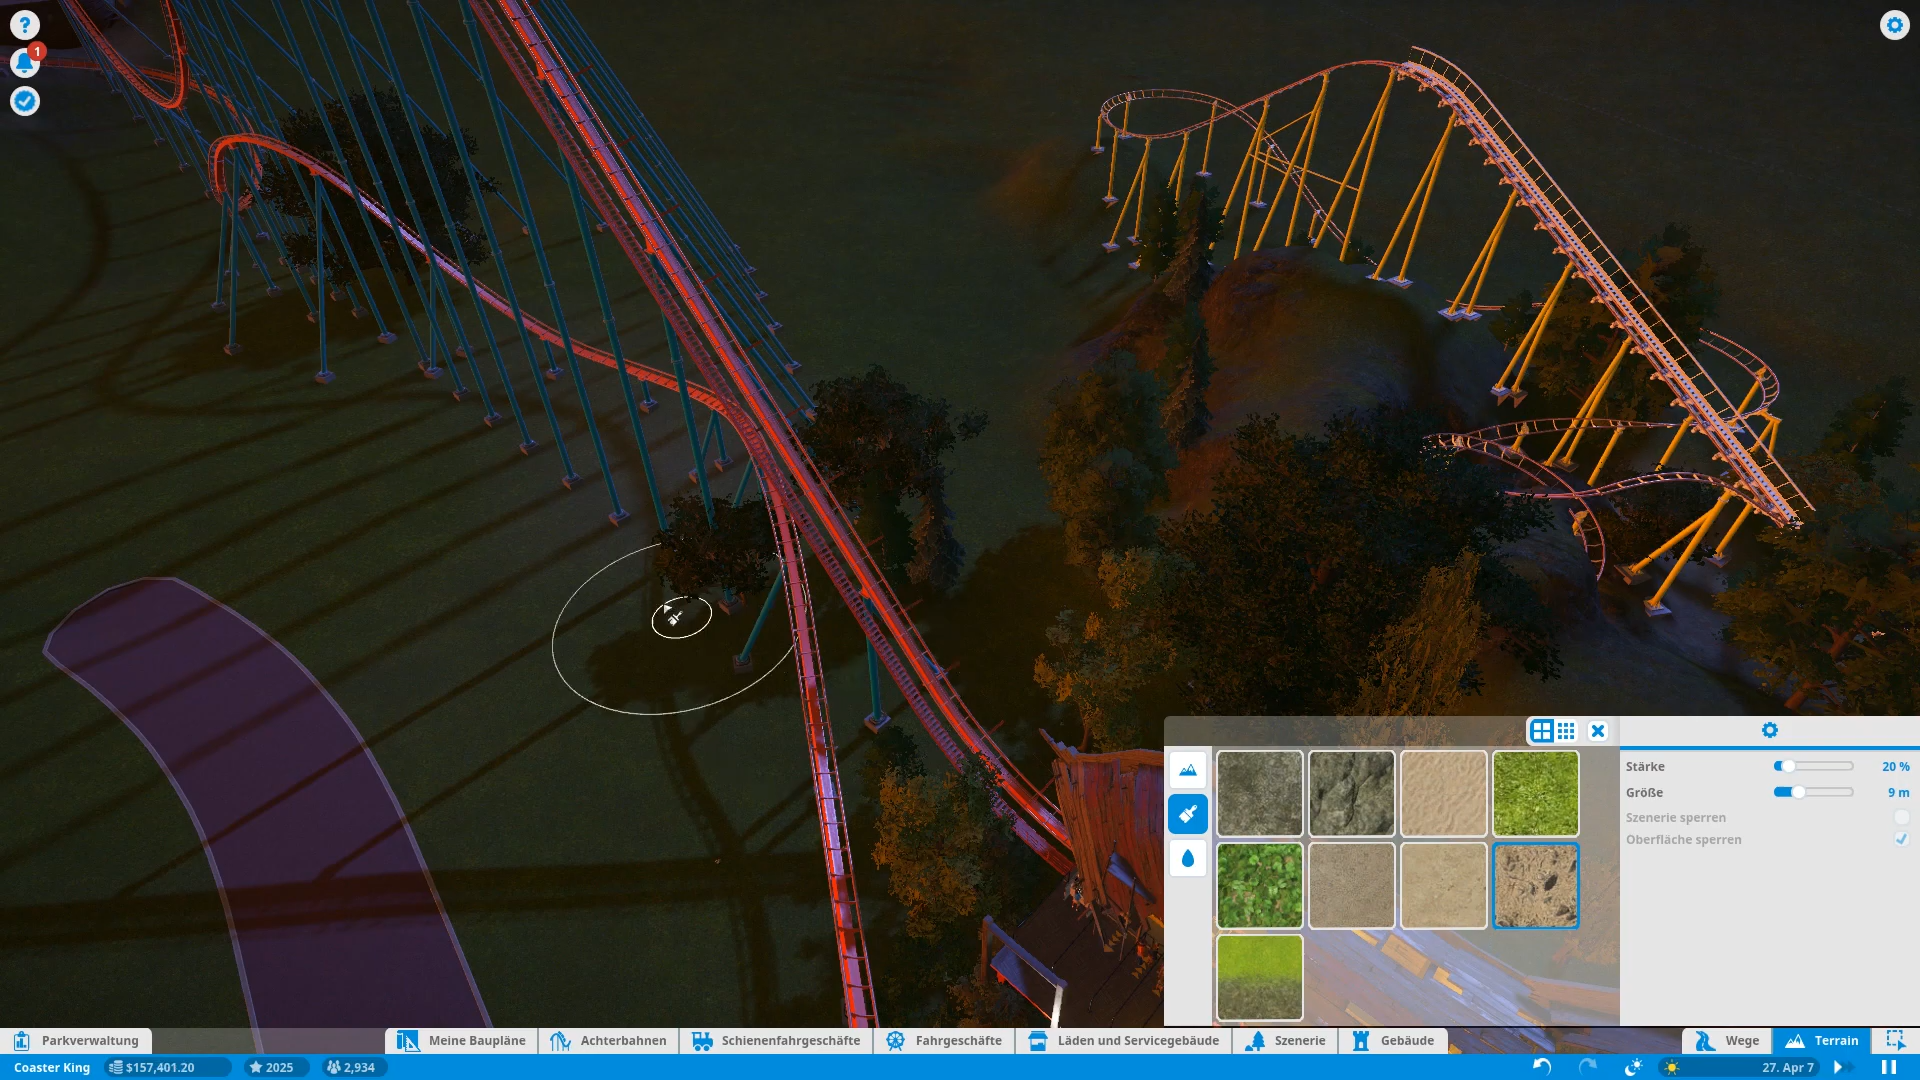 1
Stärke 20 %
Größe 9 m
Szenerie sperren
Oberfläche sperren
Parkverwaltung Meine Baupläne Achterbahnen Schienenfahrgeschäfte Fahrgeschäfte Läden und Servicegebäude Szenerie Gebäude Wege Terrain
Coaster King $157,401.20 2025 2,934 27. Apr 7